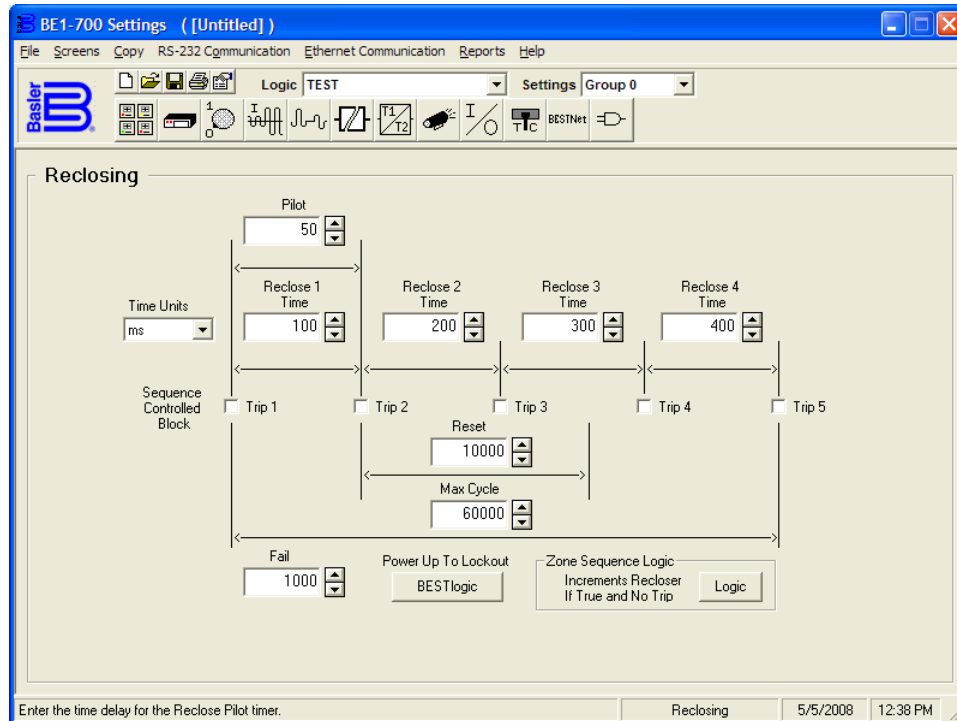 BE1-700 Settings ( [Untitled] )
File Screens Copy RS-232 Communication Ethernet Communication Reports Help
Basler
Logic TEST Settings Group 0
1 0 I T1 T2 I O T C BESTNet
Reclosing
Pilot
50
Time Units
ms
Reclose 1
Time
100
Reclose 2
Time
200
Reclose 3
Time
300
Reclose 4
Time
400
Sequence
Controlled
Block
Trip 1 Trip 2 Trip 3 Trip 4 Trip 5
Reset
10000
Max Cycle
60000
Fail
1000
Power Up To Lockout
BESTlogic
Zone Sequence Logic
Increments Recloser
If True and No Trip
Logic
Enter the time delay for the Reclose Pilot timer. Reclosing 5/5/2008 12:38 PM